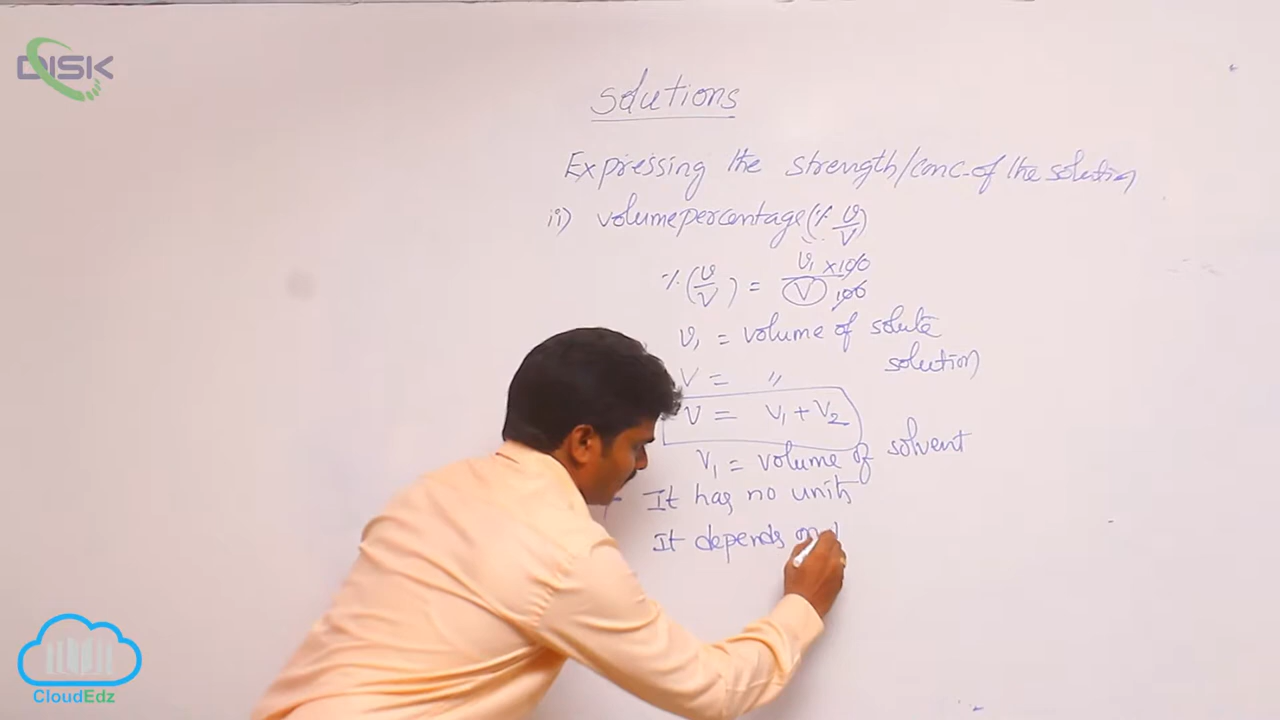 DISK
Solutions
Expressing the strength/conc. of the solution
ii) volume percentage (% v/V)
% (v/V) = v₁ × 100 / V 100
v₁ = volume of solute
V = " solution
V = V₁ + V₂
V₁ = volume of solvent
It has no units
It depends on
CloudEdz